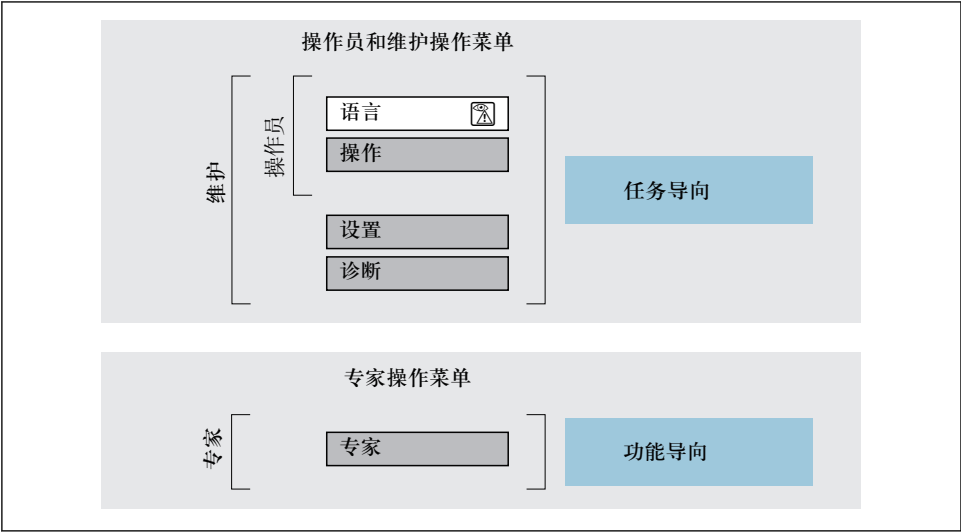 操作员和维护操作菜单
维护
操作员
语言
操作
设置
诊断
任务导向
专家操作菜单
专家
专家
功能导向